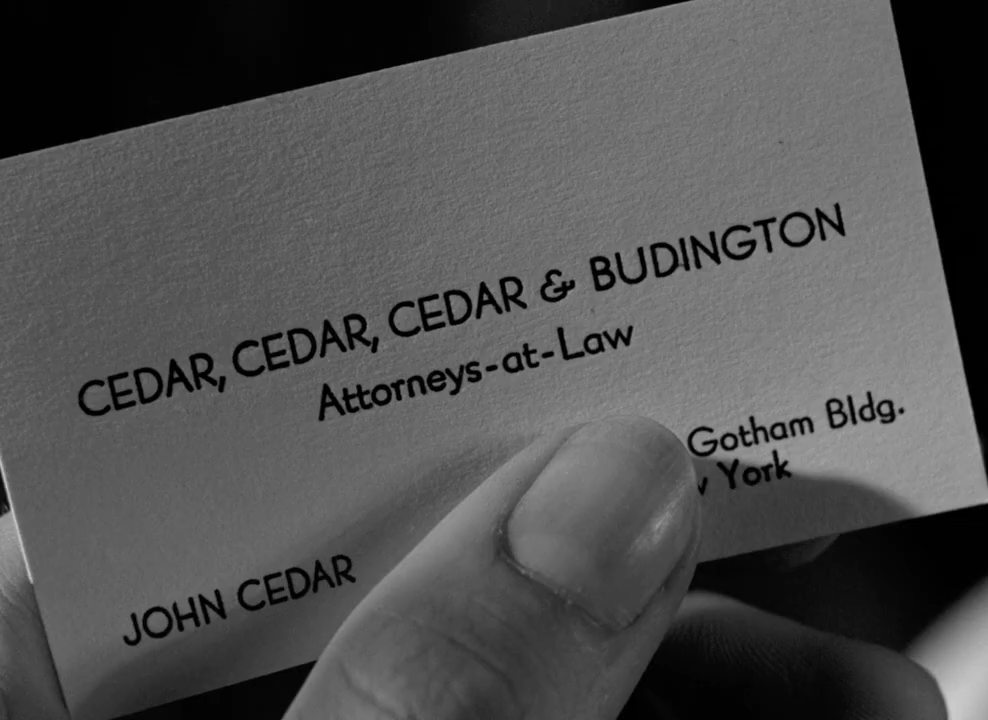 CEDAR, CEDAR, CEDAR & BUDINGTON
Attorneys-at-Law
Gotham Bldg.
York
JOHN CEDAR